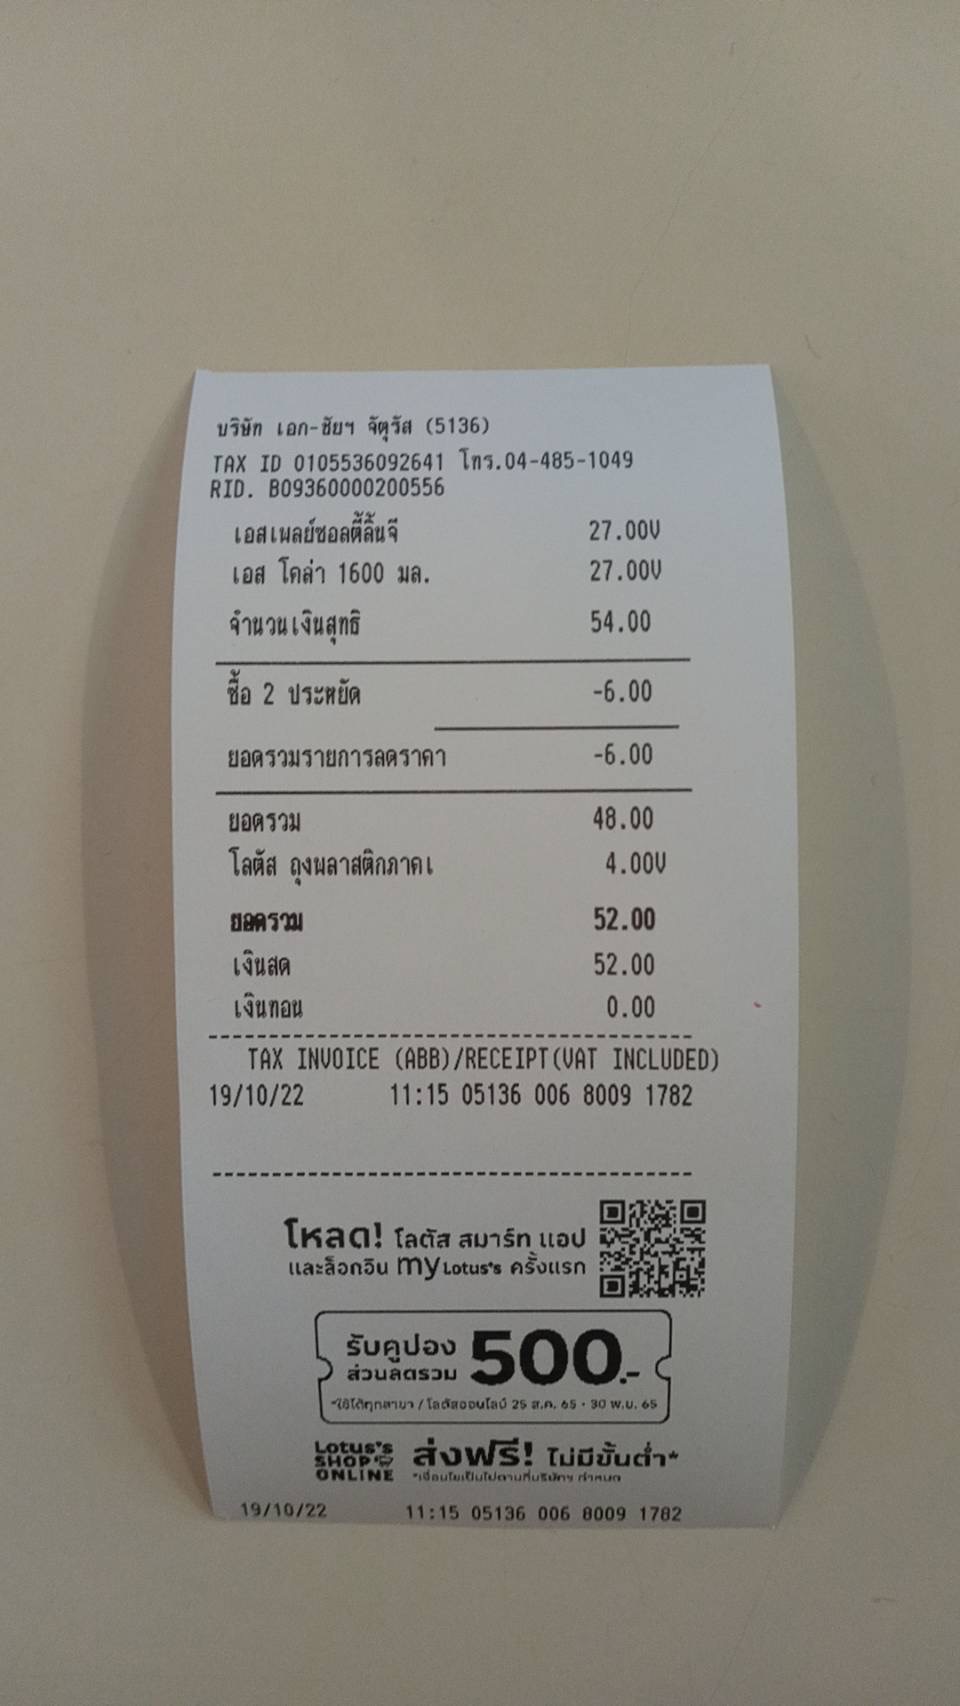 บริษัท เอก-ชัยฯ จัตุรัส (5136)
TAX ID 0105536092641 โทร.04-485-1049
RID. B09360000200556
เอสเพลย์ซอลตี้ลิ้นจี 27.00V
เอส โคล่า 1600 มล. 27.00V
จำนวนเงินสุทธิ 54.00
ซื้อ 2 ประหยัด -6.00
ยอดรวมรายการลดราคา -6.00
ยอดรวม 48.00
โลตัส ถุงพลาสติกภาคเ 4.00V
ยอดรวม 52.00
เงินสด 52.00
เงินทอน 0.00
TAX INVOICE (ABB)/RECEIPT(VAT INCLUDED)
19/10/22 11:15 05136 006 8009 1782
โหลด! โลตัส สมาร์ท แอป
และล็อกอิน my Lotus's ครั้งแรก
รับคูปอง
ส่วนลดรวม 500.-
*ใช้ได้ทุกสาขา / โลตัสออนไลน์ 25 ส.ค. 65 - 30 พ.ย. 65
Lotus's SHOP ONLINE ส่งฟรี! ไม่มีขั้นต่ำ*
*เงื่อนไขเป็นไปตามที่บริษัทฯ กำหนด
19/10/22 11:15 05136 006 8009 1782